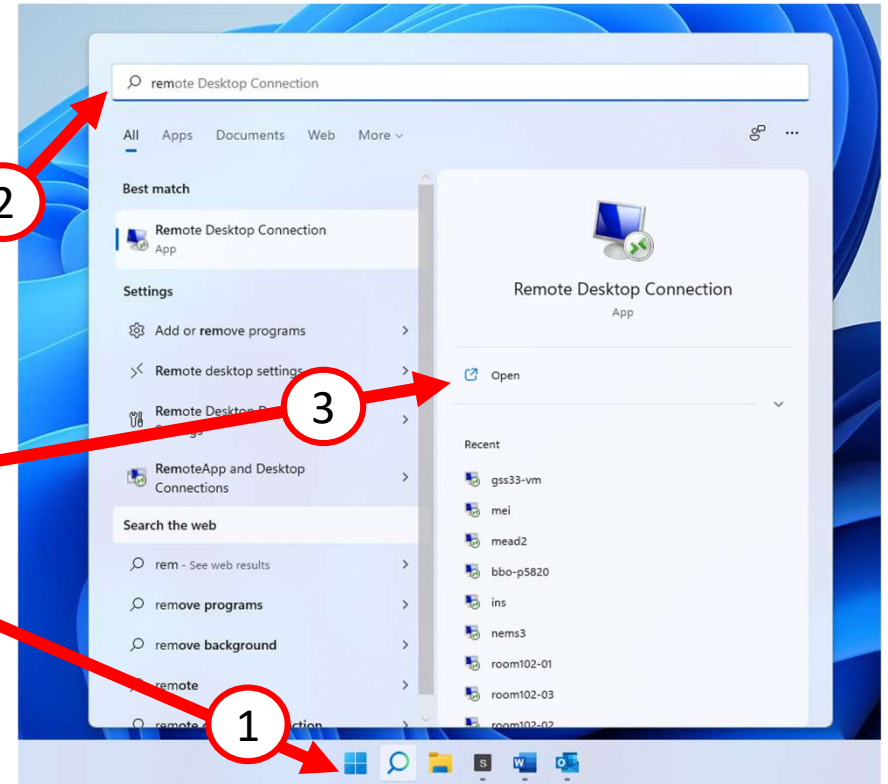 remote Desktop Connection
All Apps Documents Web More
2
Best match
Remote Desktop Connection
App
Settings
Add or remove programs
Remote desktop settings
Remote Desktop
RemoteApp and Desktop
Connections
Search the web
rem - See web results
remove programs
remove background
remote
remote
1
Remote Desktop Connection
App
3
Open
Recent
gss33-vm
mei
mead2
bbo-p5820
ins
nems3
room102-01
room102-03
room102-02
S